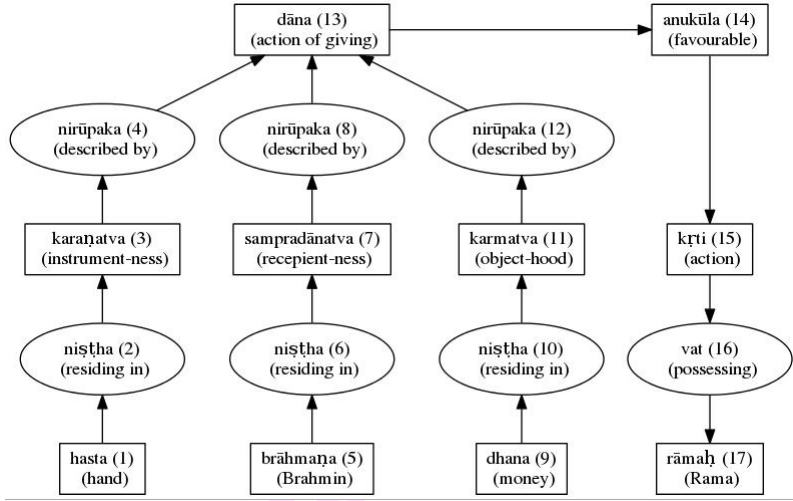 dāna (13)
(action of giving)
anukūla (14)
(favourable)
nirūpaka (4)
(described by)
nirūpaka (8)
(described by)
nirūpaka (12)
(described by)
karaṇatva (3)
(instrument-ness)
sampradānatva (7)
(recepient-ness)
karmatva (11)
(object-hood)
kṛti (15)
(action)
niṣṭha (2)
(residing in)
niṣṭha (6)
(residing in)
niṣṭha (10)
(residing in)
vat (16)
(possessing)
hasta (1)
(hand)
brāhmaṇa (5)
(Brahmin)
dhana (9)
(money)
rāmaḥ (17)
(Rama)